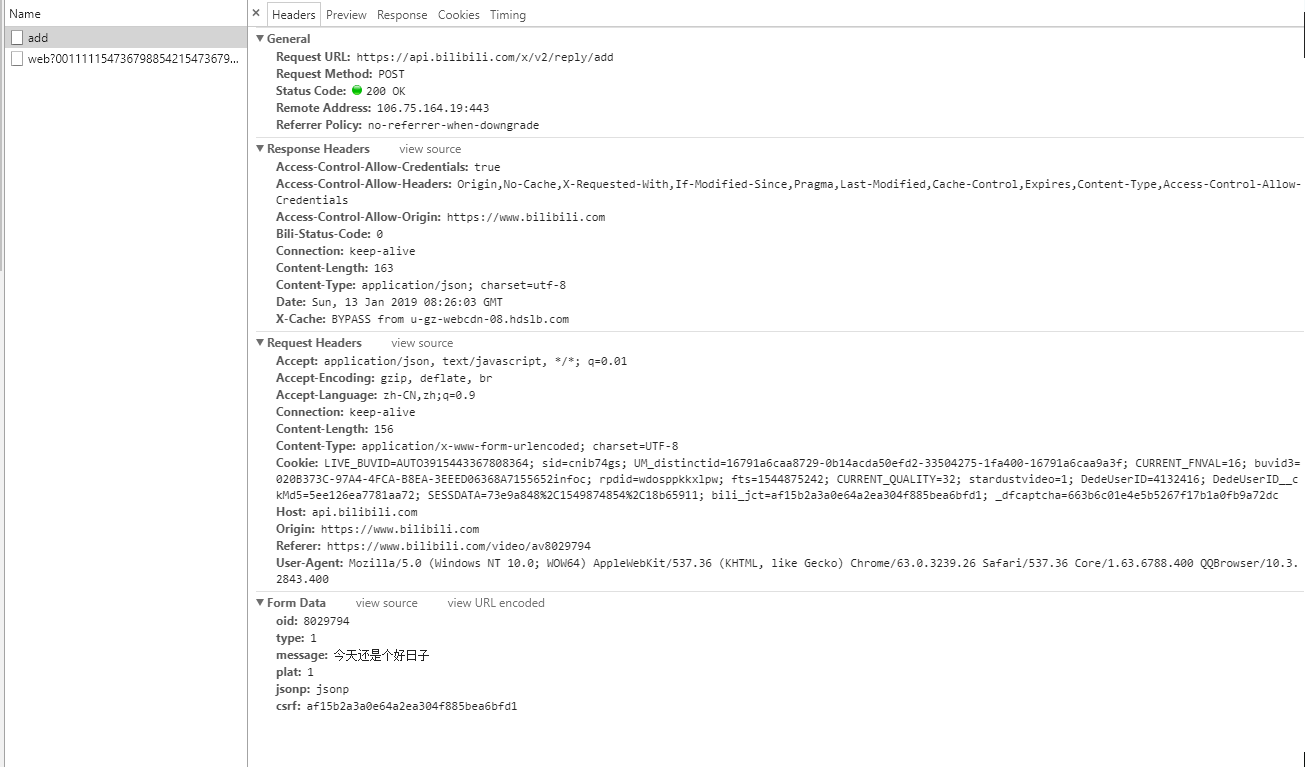 Name
× Headers Preview Response Cookies Timing
add
web?001111154736798854215473679...
▼ General
Request URL: https://api.bilibili.com/x/v2/reply/add
Request Method: POST
Status Code: 200 OK
Remote Address: 106.75.164.19:443
Referrer Policy: no-referrer-when-downgrade
▼ Response Headers view source
Access-Control-Allow-Credentials: true
Access-Control-Allow-Headers: Origin,No-Cache,X-Requested-With,If-Modified-Since,Pragma,Last-Modified,Cache-Control,Expires,Content-Type,Access-Control-Allow-
Credentials
Access-Control-Allow-Origin: https://www.bilibili.com
Bili-Status-Code: 0
Connection: keep-alive
Content-Length: 163
Content-Type: application/json; charset=utf-8
Date: Sun, 13 Jan 2019 08:26:03 GMT
X-Cache: BYPASS from u-gz-webcdn-08.hdslb.com
▼ Request Headers view source
Accept: application/json, text/javascript, */*; q=0.01
Accept-Encoding: gzip, deflate, br
Accept-Language: zh-CN,zh;q=0.9
Connection: keep-alive
Content-Length: 156
Content-Type: application/x-www-form-urlencoded; charset=UTF-8
Cookie: LIVE_BUVID=AUTO3915443367808364; sid=cnib74gs; UM_distinctid=16791a6caa8729-0b14acda50efd2-33504275-1fa400-16791a6caa9a3f; CURRENT_FNVAL=16; buvid3=
020B373C-97A4-4FCA-B8EA-3EEED06368A7155652infoc; rpdid=wdosppkkxlpw; fts=1544875242; CURRENT_QUALITY=32; stardustvideo=1; DedeUserID=4132416; DedeUserID__c
kMd5=5ee126ea7781aa72; SESSDATA=73e9a848%2C1549874854%2C18b65911; bili_jct=af15b2a3a0e64a2ea304f885bea6bfd1; _dfcaptcha=663b6c01e4e5b5267f17b1a0fb9a72dc
Host: api.bilibili.com
Origin: https://www.bilibili.com
Referer: https://www.bilibili.com/video/av8029794
User-Agent: Mozilla/5.0 (Windows NT 10.0; WOW64) AppleWebKit/537.36 (KHTML, like Gecko) Chrome/63.0.3239.26 Safari/537.36 Core/1.63.6788.400 QQBrowser/10.3.
2843.400
▼ Form Data view source view URL encoded
oid: 8029794
type: 1
message: 今天还是个好日子
plat: 1
jsonp: jsonp
csrf: af15b2a3a0e64a2ea304f885bea6bfd1